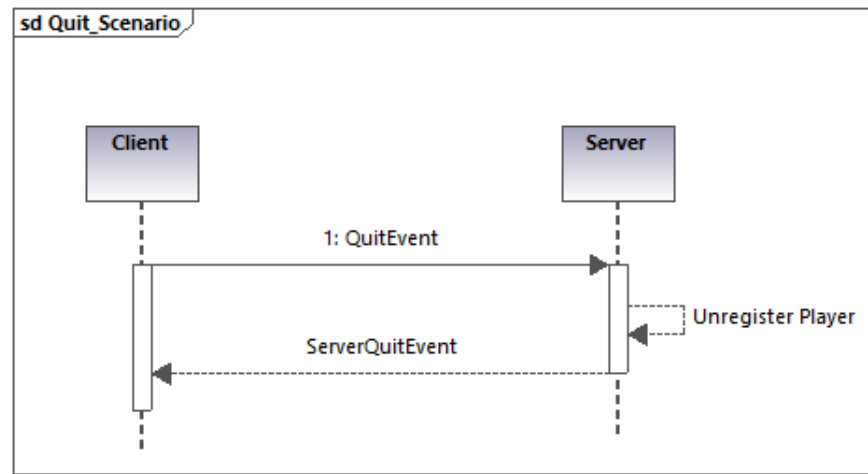 sd Quit_Scenario
Client
Server
1: QuitEvent
Unregister Player
ServerQuitEvent